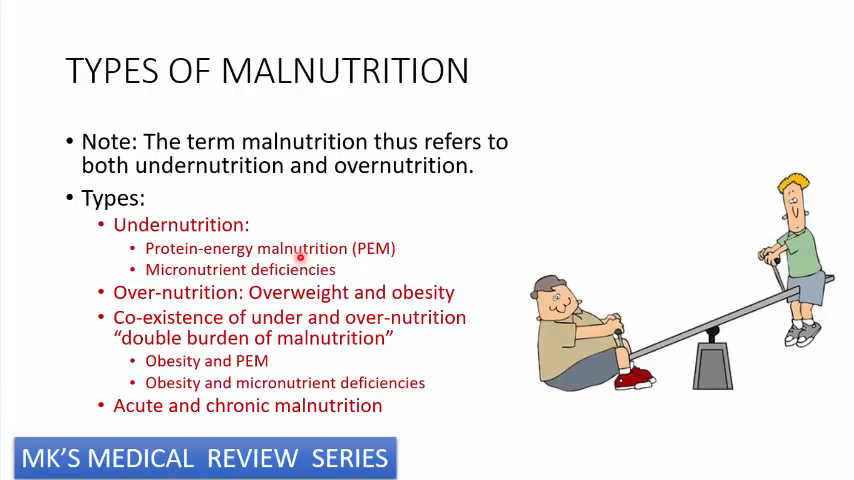 TYPES OF MALNUTRITION
• Note: The term malnutrition thus refers to
both undernutrition and overnutrition.
• Types:
• Undernutrition:
• Protein-energy malnutrition (PEM)
• Micronutrient deficiencies
• Over-nutrition: Overweight and obesity
• Co-existence of under and over-nutrition
“double burden of malnutrition”
• Obesity and PEM
• Obesity and micronutrient deficiencies
• Acute and chronic malnutrition
MK’S MEDICAL REVIEW SERIES